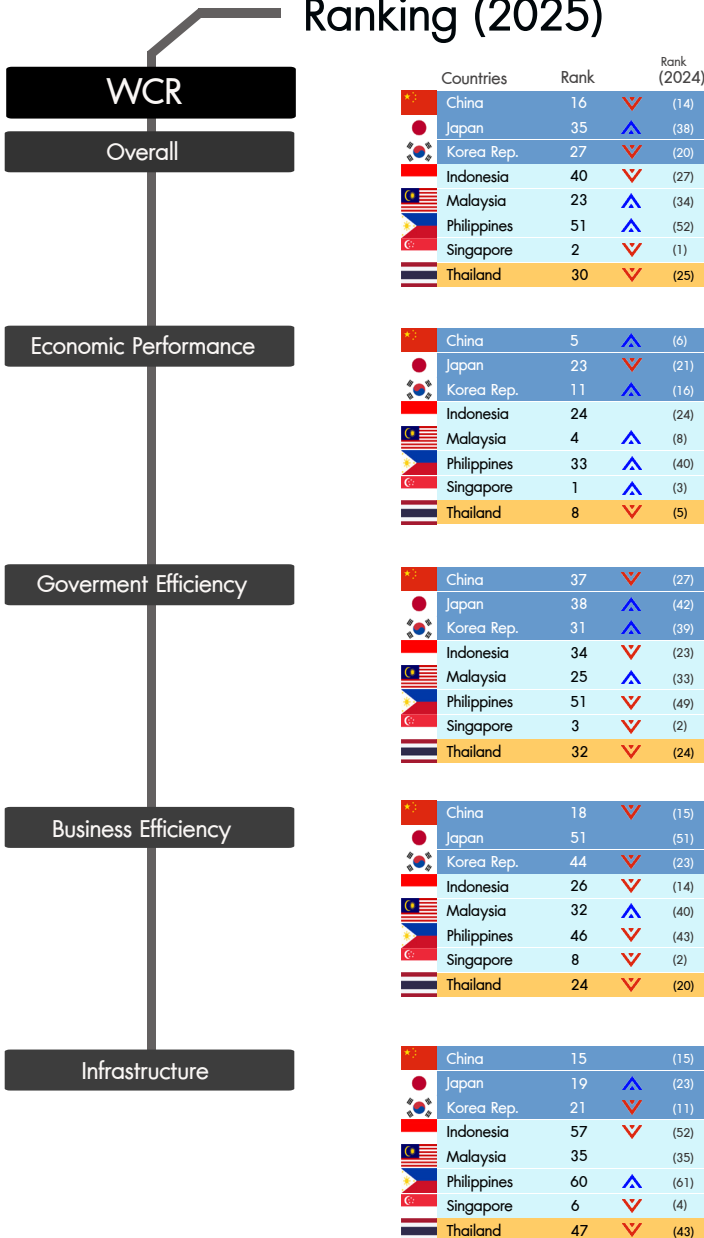 Ranking (2025)
WCR
Overall
Countries Rank Rank (2024)
China 16 (14)
Japan 35 (38)
Korea Rep. 27 (20)
Indonesia 40 (27)
Malaysia 23 (34)
Philippines 51 (52)
Singapore 2 (1)
Thailand 30 (25)
Economic Performance
China 5 (6)
Japan 23 (21)
Korea Rep. 11 (16)
Indonesia 24 (24)
Malaysia 4 (8)
Philippines 33 (40)
Singapore 1 (3)
Thailand 8 (5)
Goverment Efficiency
China 37 (27)
Japan 38 (42)
Korea Rep. 31 (39)
Indonesia 34 (23)
Malaysia 25 (33)
Philippines 51 (49)
Singapore 3 (2)
Thailand 32 (24)
Business Efficiency
China 18 (15)
Japan 51 (51)
Korea Rep. 44 (23)
Indonesia 26 (14)
Malaysia 32 (40)
Philippines 46 (43)
Singapore 8 (2)
Thailand 24 (20)
Infrastructure
China 15 (15)
Japan 19 (23)
Korea Rep. 21 (11)
Indonesia 57 (52)
Malaysia 35 (35)
Philippines 60 (61)
Singapore 6 (4)
Thailand 47 (43)